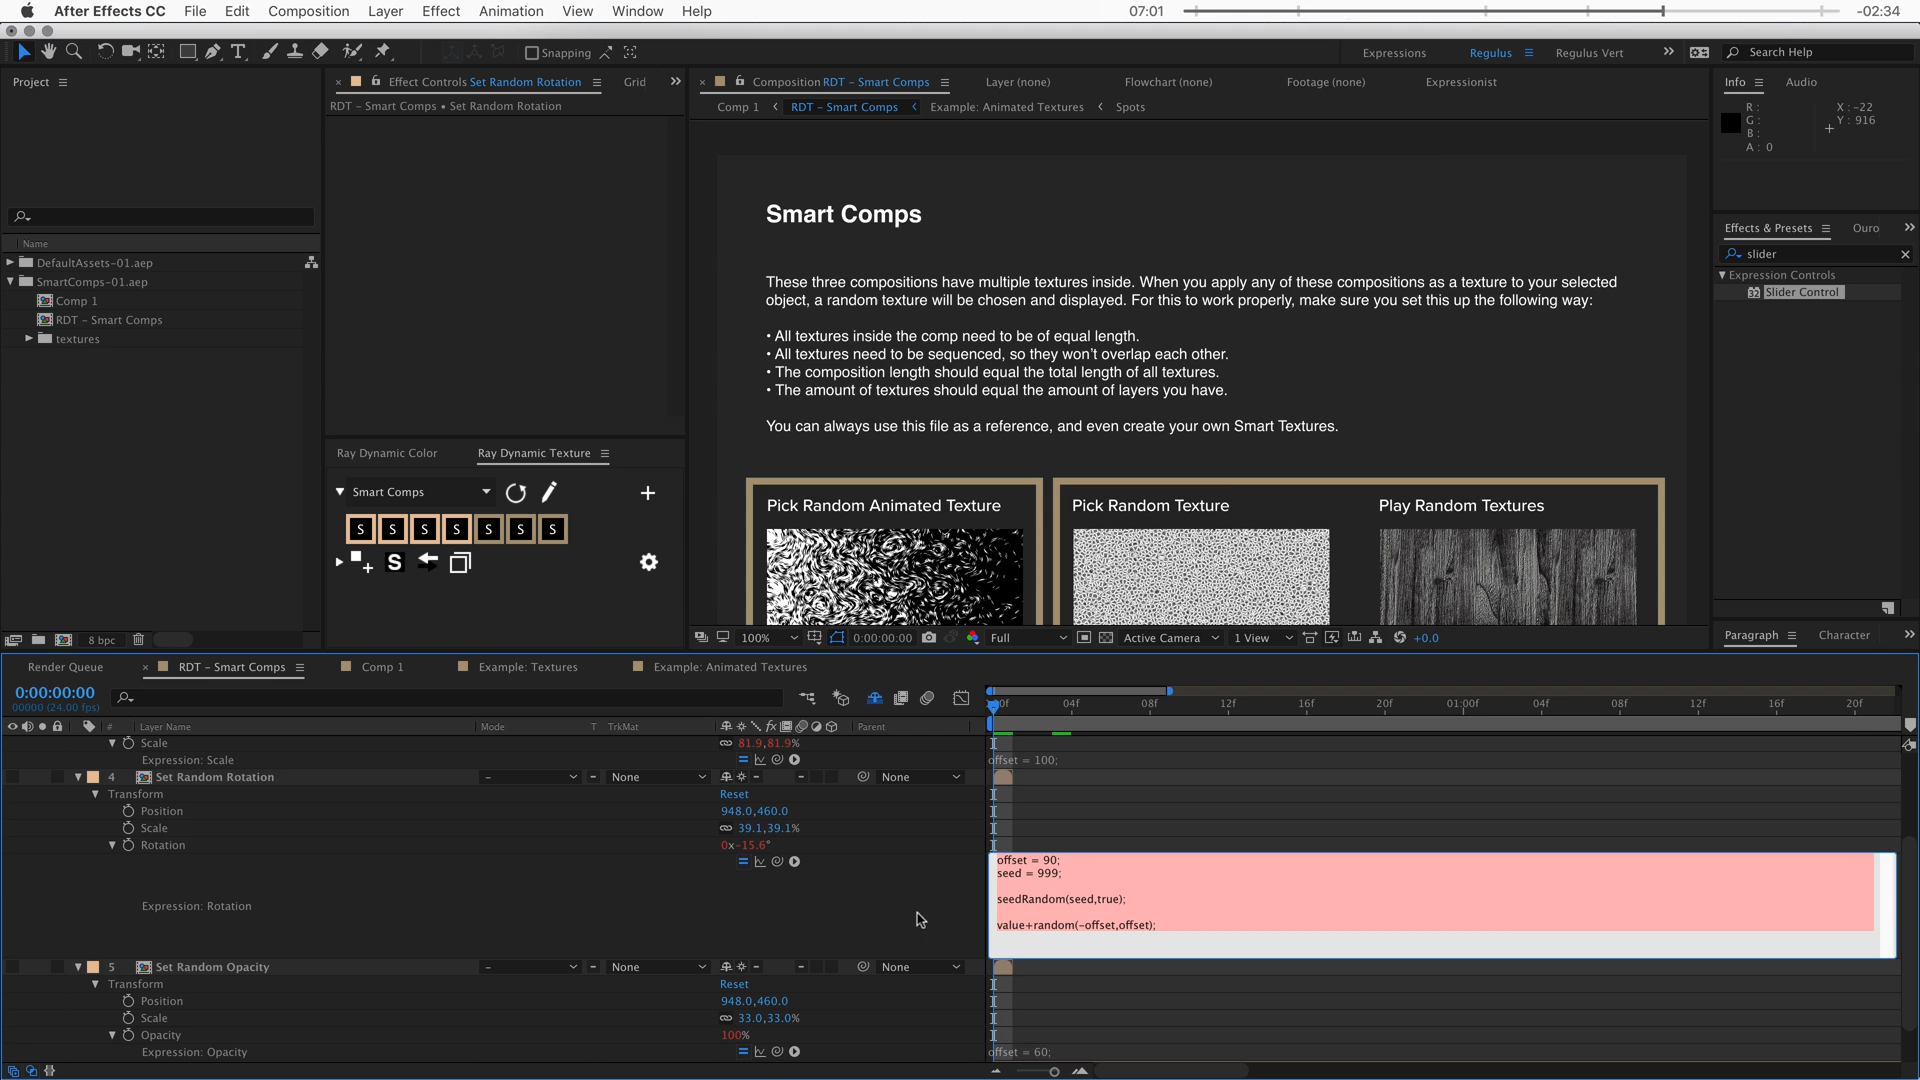 After Effects CC File Edit Composition Layer Effect Animation View Window Help 07:01 -02:34
Snapping Expressions Regulus Regulus Vert Search Help
Project Effect Controls Set Random Rotation Grid Composition RDT – Smart Comps Layer (none) Flowchart (none) Footage (none) Expressionist Info Audio
RDT – Smart Comps • Set Random Rotation Comp 1 RDT – Smart Comps Example: Animated Textures Spots
R: X: -22
G: Y: 916
B:
A: 0
Smart Comps
These three compositions have multiple textures inside. When you apply any of these compositions as a texture to your selected
object, a random texture will be chosen and displayed. For this to work properly, make sure you set this up the following way:
• All textures inside the comp need to be of equal length.
• All textures need to be sequenced, so they won't overlap each other.
• The composition length should equal the total length of all textures.
• The amount of textures should equal the amount of layers you have.
You can always use this file as a reference, and even create your own Smart Textures.
Pick Random Animated Texture Pick Random Texture Play Random Textures
Name
DefaultAssets-01.aep
SmartComps-01.aep
Comp 1
RDT – Smart Comps
textures
Effects & Presets Ouro
slider
Expression Controls
32 Slider Control
Ray Dynamic Color Ray Dynamic Texture
Smart Comps
S S S S S S S
S
8 bpc 100% 0:00:00:00 Full Active Camera 1 View +0.0 Paragraph Character
Render Queue RDT – Smart Comps Comp 1 Example: Textures Example: Animated Textures
0:00:00:00
00000 (24.00 fps)
00f 04f 08f 12f 16f 20f 01:00f 04f 08f 12f 16f 20f
# Layer Name Mode T TrkMat fx Parent
Scale 81.9,81.9%
Expression: Scale offset = 100;
4 Set Random Rotation – None None
Transform Reset
Position 948.0,460.0
Scale 39.1,39.1%
Rotation 0x-15.6°
offset = 90;
seed = 999;
seedRandom(seed,true);
Expression: Rotation
value+random(-offset,offset);
5 Set Random Opacity – None None
Transform Reset
Position 948.0,460.0
Scale 33.0,33.0%
Opacity 100%
Expression: Opacity offset = 60;